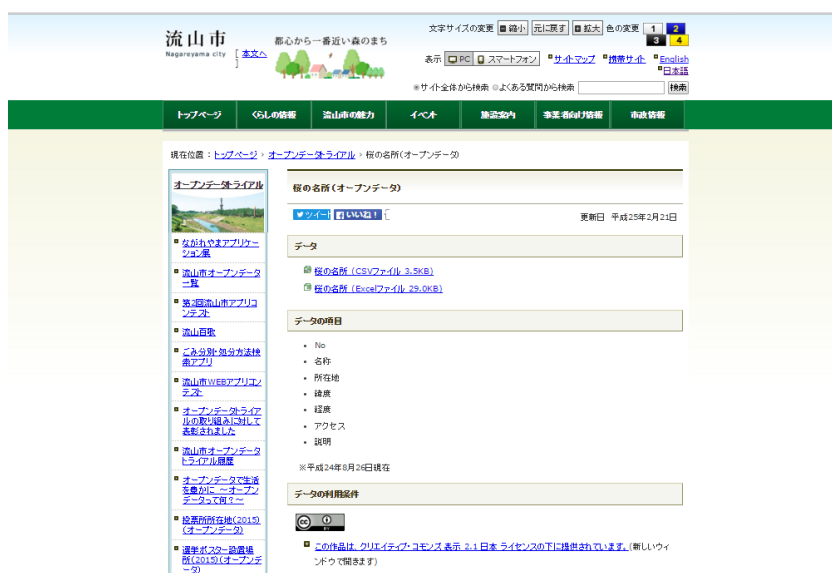 流山市
Nagareyama city
本文へ
都心から一番近い森のまち
文字サイズの変更 縮小 元に戻す 拡大 色の変更 1 2
3 4
表示 PC スマートフォン サイトマップ 携帯サイト English
日本語
サイト全体から検索 よくある質問から検索 検索
トップページ くらしの情報 流山市の魅力 イベント 施設案内 事業者向け情報 市政情報
現在位置：トップページ › オープンデータトライアル › 桜の名所(オープンデータ)
オープンデータトライアル
ながれやまアプリケー
ション展
流山市オープンデータ
一覧
第2回流山市アプリコ
ンテスト
流山百歌
ごみ分別・処分方法検
索アプリ
流山市WEBアプリコン
テスト
オープンデータトライア
ルの取り組みに対して
表彰されました
流山市オープンデータ
トライアル履歴
オープンデータで生活
を豊かに ～オープン
データって何？～
投票所所在地(2015)
(オープンデータ)
選挙ポスター設置場
所(2015)(オープンデ
ータ)
桜の名所(オープンデータ)
ツイート いいね！
更新日 平成25年2月21日
データ
桜の名所 (CSVファイル 3.5KB)
桜の名所 (Excelファイル 29.0KB)
データの項目
No
名称
所在地
緯度
経度
アクセス
説明
※平成24年8月26日現在
データの利用条件
cc BY
この作品は、クリエイティブ・コモンズ 表示 2.1 日本 ライセンスの下に提供されています。(新しいウィ
ンドウで開きます)